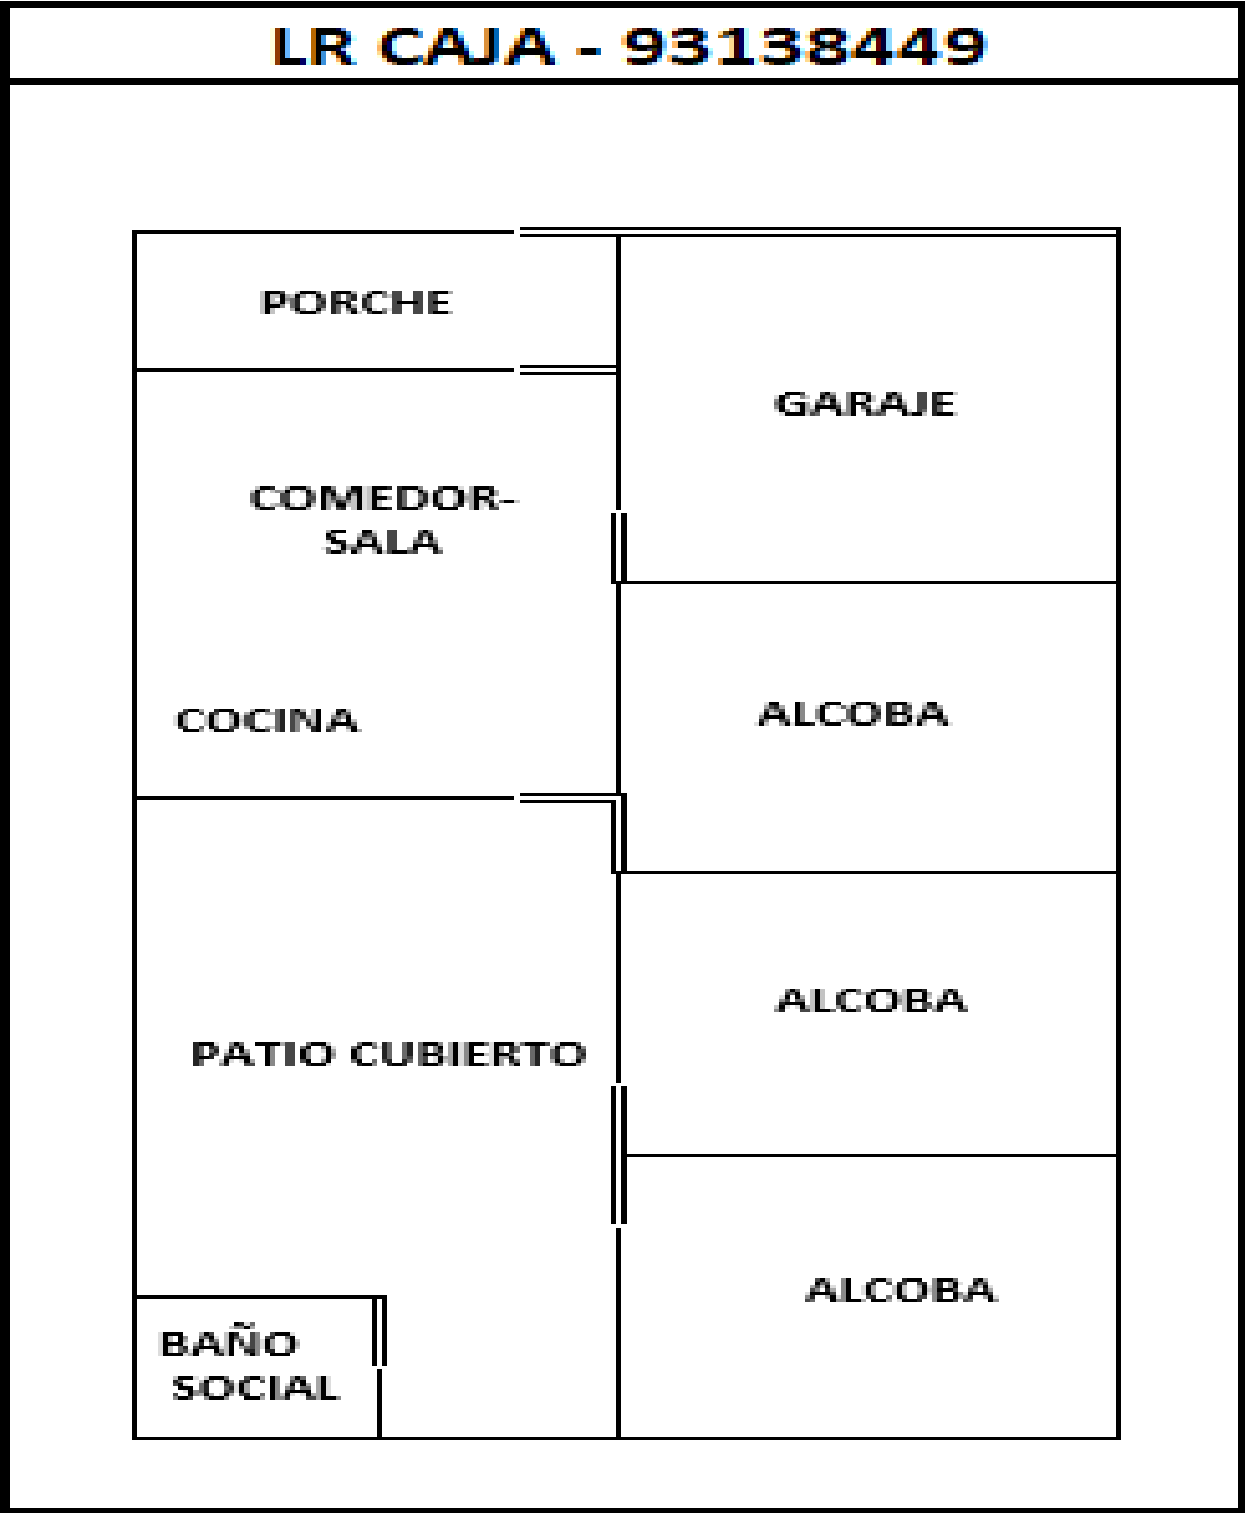 LR CAJA - 93138449
PORCHE
GARAJE
COMEDOR-
SALA
COCINA
ALCOBA
ALCOBA
PATIO CUBIERTO
ALCOBA
BAÑO
SOCIAL